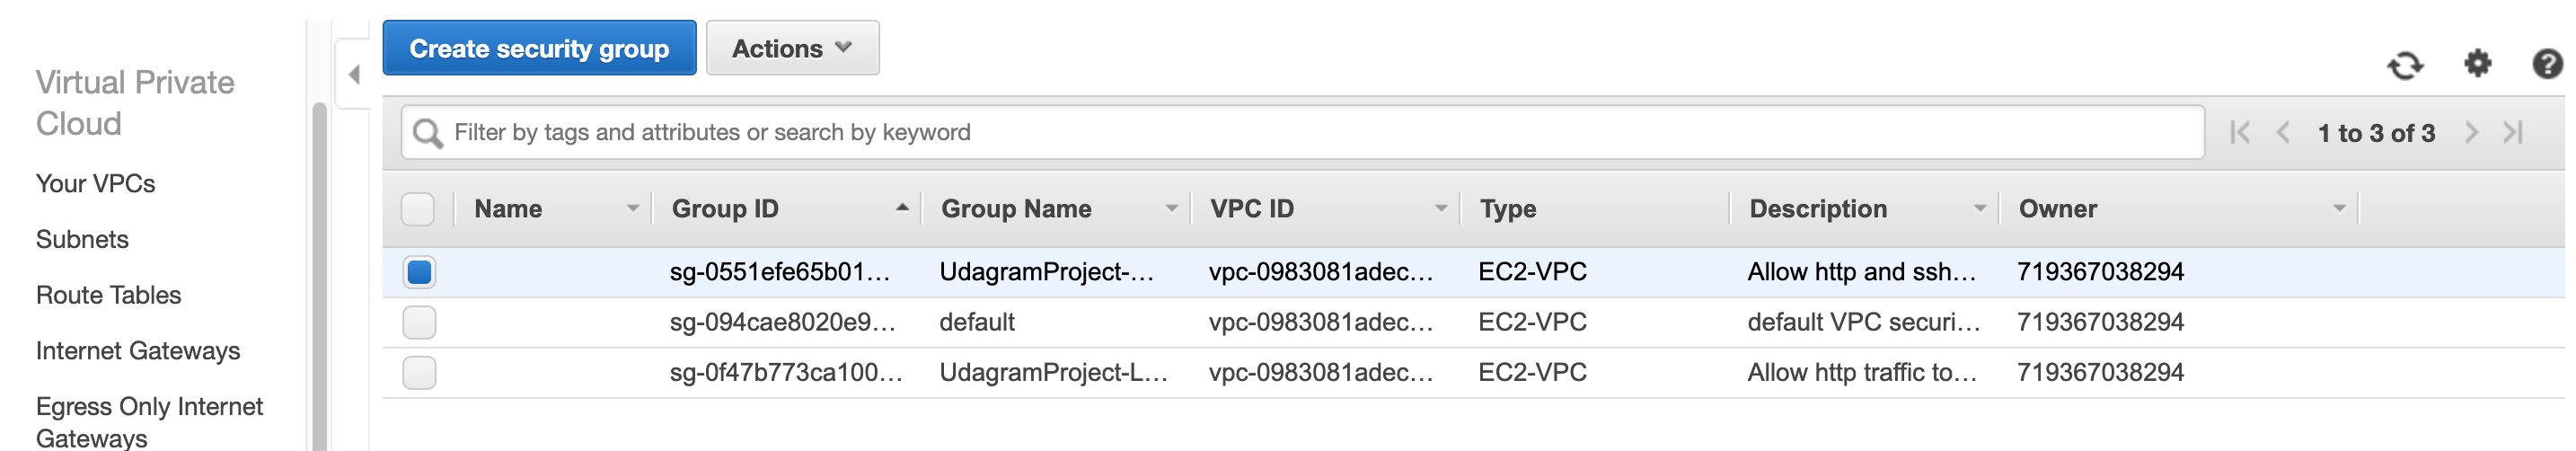 Create security group Actions
Virtual Private
Cloud
Your VPCs
Subnets
Route Tables
Internet Gateways
Egress Only Internet
Gateways
Filter by tags and attributes or search by keyword 1 to 3 of 3
Name Group ID Group Name VPC ID Type Description Owner
sg-0551efe65b01... UdagramProject-... vpc-0983081adec... EC2-VPC Allow http and ssh... 719367038294
sg-094cae8020e9... default vpc-0983081adec... EC2-VPC default VPC securi... 719367038294
sg-0f47b773ca100... UdagramProject-L... vpc-0983081adec... EC2-VPC Allow http traffic to... 719367038294